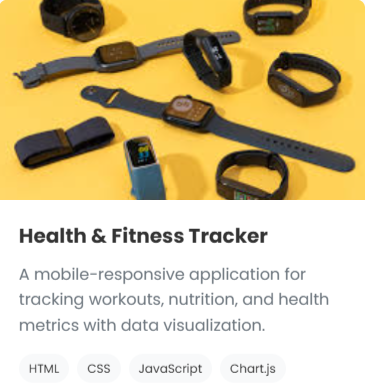 Health & Fitness Tracker
A mobile-responsive application for
tracking workouts, nutrition, and health
metrics with data visualization.
HTML CSS JavaScript Chart.js